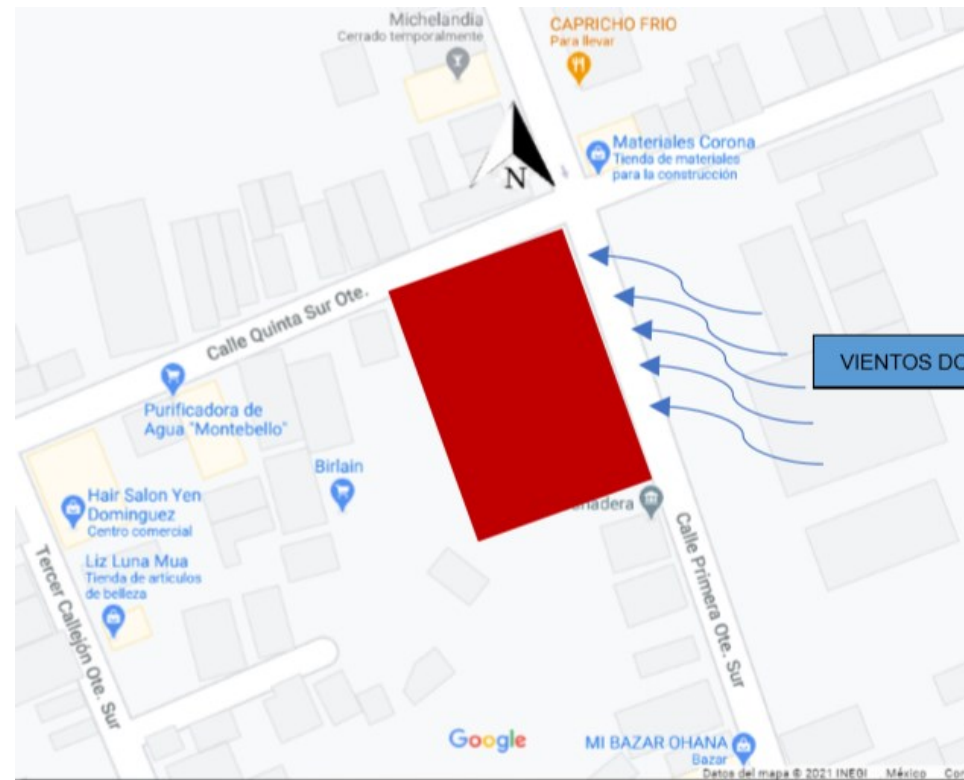 Michelandia
Cerrado temporalmente
CAPRICHO FRIO
Para llevar
Materiales Corona
Tienda de materiales
para la construcción
N
Calle Quinta Sur Ote.
VIENTOS DO
Purificadora de
Agua "Montebello"
Birlain
Hair Salon Yen
Dominguez
Centro comercial
nadera
Liz Luna Mua
Tienda de artículos
de belleza
Tercer Callejón Ote. Sur
Calle Primera Ote. Sur
Google
MI BAZAR OHANA
Bazar
Datos del mapa © 2021 INEGI México Con